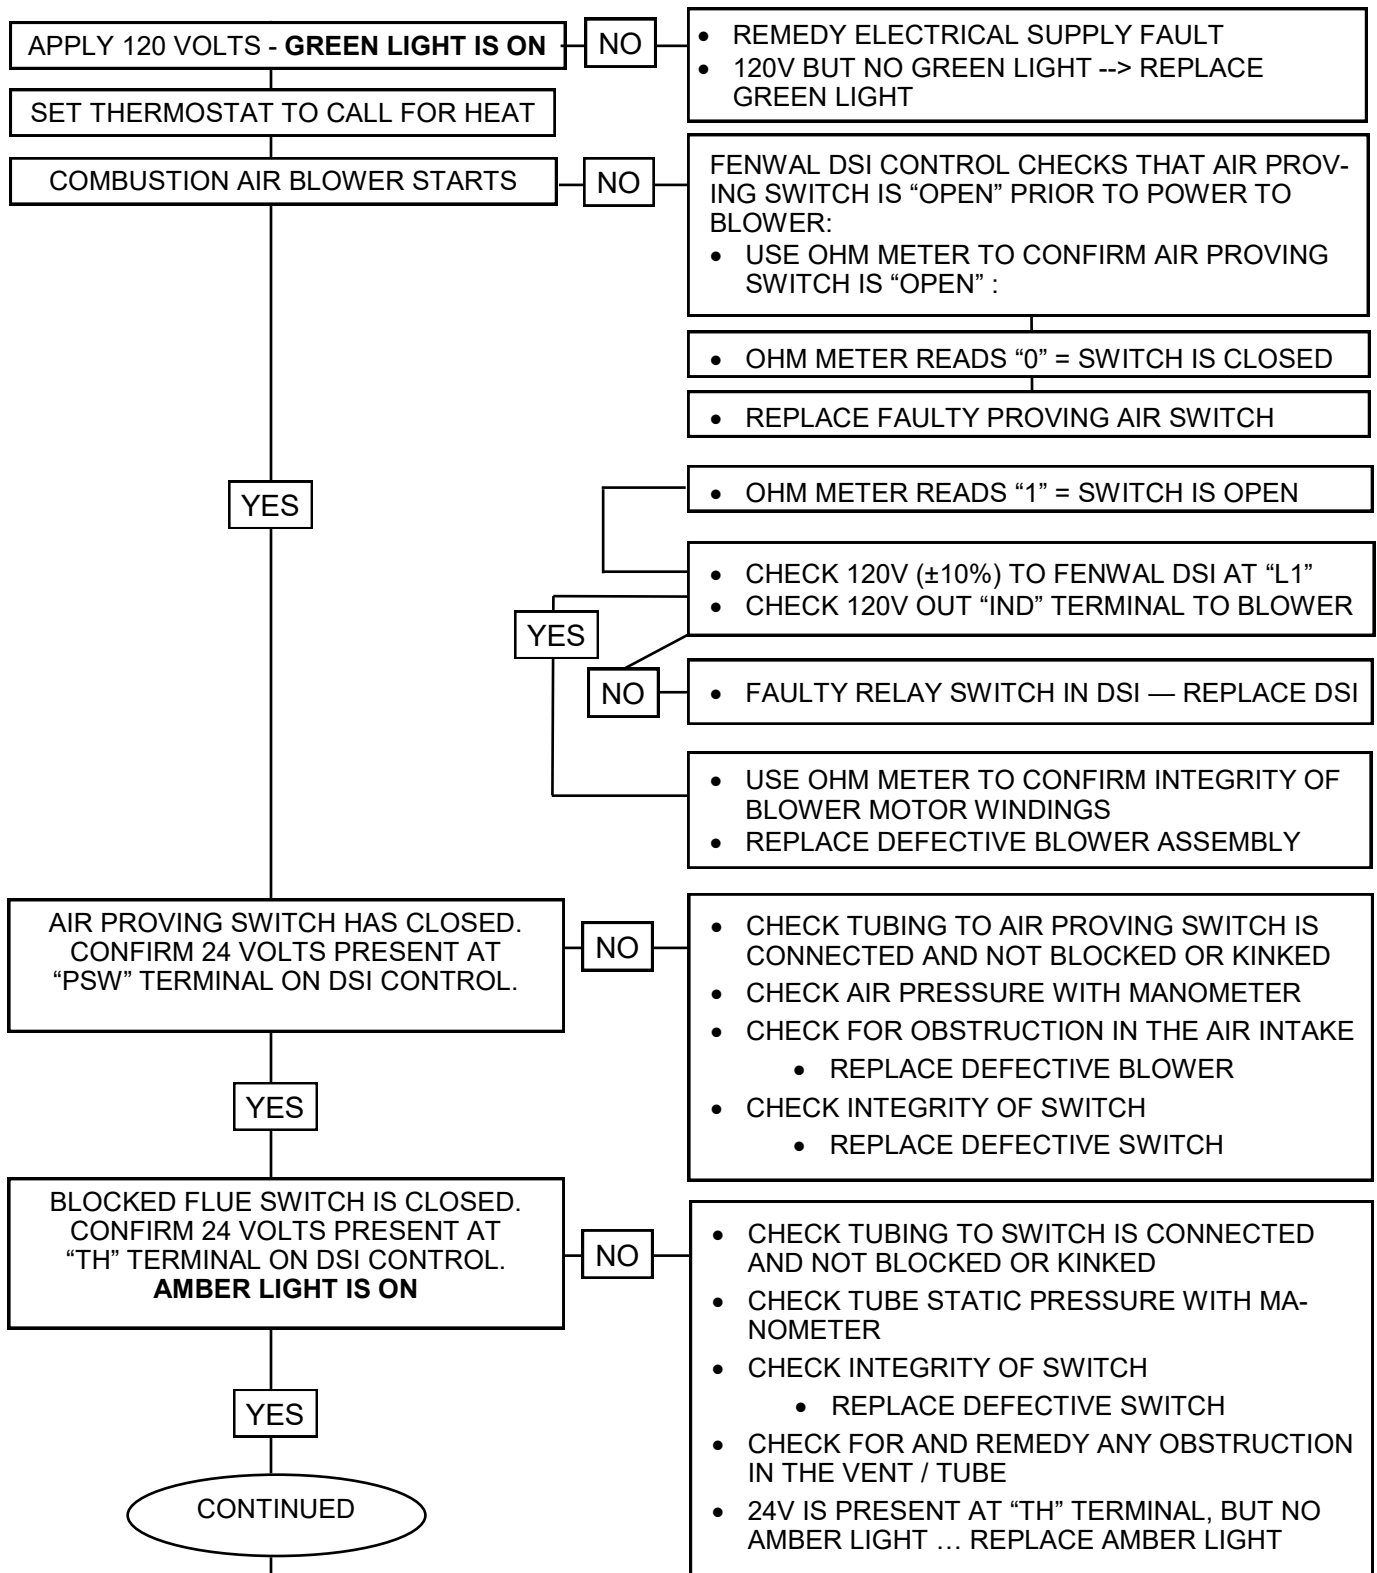 APPLY 120 VOLTS - GREEN LIGHT IS ON
NO
• REMEDY ELECTRICAL SUPPLY FAULT
• 120V BUT NO GREEN LIGHT --> REPLACE
GREEN LIGHT
SET THERMOSTAT TO CALL FOR HEAT
COMBUSTION AIR BLOWER STARTS
NO
FENWAL DSI CONTROL CHECKS THAT AIR PROV-
ING SWITCH IS “OPEN” PRIOR TO POWER TO
BLOWER:
• USE OHM METER TO CONFIRM AIR PROVING
SWITCH IS “OPEN” :
• OHM METER READS “0” = SWITCH IS CLOSED
• REPLACE FAULTY PROVING AIR SWITCH
YES
• OHM METER READS “1” = SWITCH IS OPEN
• CHECK 120V (±10%) TO FENWAL DSI AT “L1”
• CHECK 120V OUT “IND” TERMINAL TO BLOWER
YES
NO
• FAULTY RELAY SWITCH IN DSI — REPLACE DSI
• USE OHM METER TO CONFIRM INTEGRITY OF
BLOWER MOTOR WINDINGS
• REPLACE DEFECTIVE BLOWER ASSEMBLY
AIR PROVING SWITCH HAS CLOSED.
CONFIRM 24 VOLTS PRESENT AT
“PSW” TERMINAL ON DSI CONTROL.
NO
• CHECK TUBING TO AIR PROVING SWITCH IS
CONNECTED AND NOT BLOCKED OR KINKED
• CHECK AIR PRESSURE WITH MANOMETER
• CHECK FOR OBSTRUCTION IN THE AIR INTAKE
• REPLACE DEFECTIVE BLOWER
• CHECK INTEGRITY OF SWITCH
• REPLACE DEFECTIVE SWITCH
YES
BLOCKED FLUE SWITCH IS CLOSED.
CONFIRM 24 VOLTS PRESENT AT
“TH” TERMINAL ON DSI CONTROL.
AMBER LIGHT IS ON
NO
• CHECK TUBING TO SWITCH IS CONNECTED
AND NOT BLOCKED OR KINKED
• CHECK TUBE STATIC PRESSURE WITH MA-
NOMETER
• CHECK INTEGRITY OF SWITCH
• REPLACE DEFECTIVE SWITCH
• CHECK FOR AND REMEDY ANY OBSTRUCTION
IN THE VENT / TUBE
• 24V IS PRESENT AT “TH” TERMINAL, BUT NO
AMBER LIGHT … REPLACE AMBER LIGHT
YES
CONTINUED